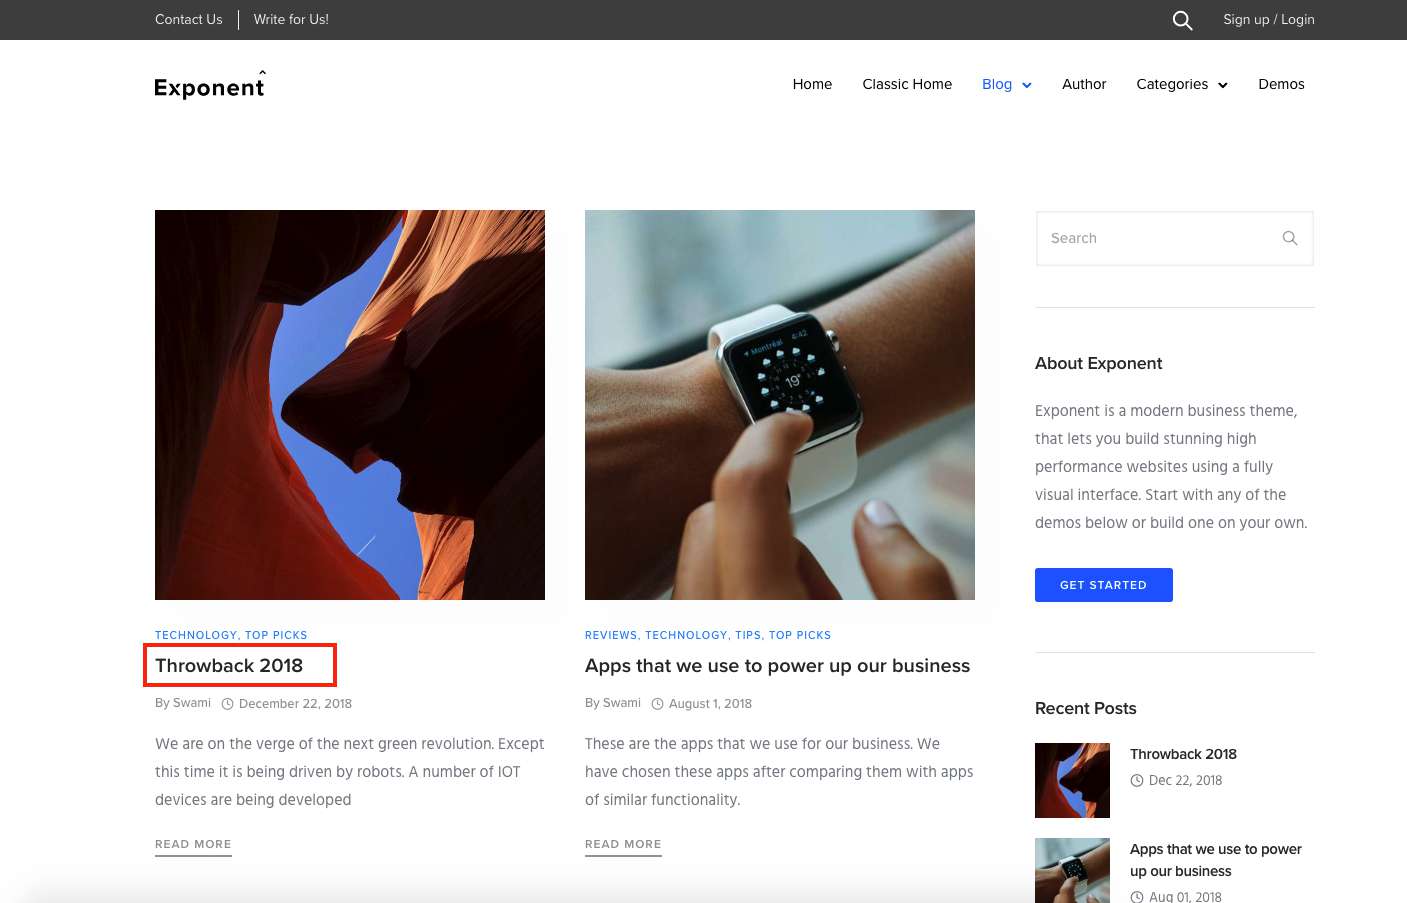 Contact Us
Write for Us!
Sign up / Login
Exponent
Home
Classic Home
Blog
Author
Categories
Demos
Montréal 4:42
19°
TECHNOLOGY, TOP PICKS
Throwback 2018
By Swami
December 22, 2018
We are on the verge of the next green revolution. Except
this time it is being driven by robots. A number of IOT
devices are being developed
READ MORE
REVIEWS, TECHNOLOGY, TIPS, TOP PICKS
Apps that we use to power up our business
By Swami
August 1, 2018
These are the apps that we use for our business. We
have chosen these apps after comparing them with apps
of similar functionality.
READ MORE
Search
About Exponent
Exponent is a modern business theme,
that lets you build stunning high
performance websites using a fully
visual interface. Start with any of the
demos below or build one on your own.
GET STARTED
Recent Posts
Throwback 2018
Dec 22, 2018
Apps that we use to power
up our business
Aug 01, 2018